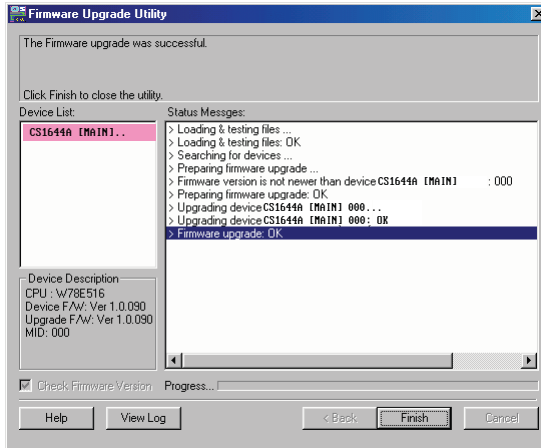 Firmware Upgrade Utility
The Firmware upgrade was successful.
Click Finish to close the utility.
Device List:
CS1644A [MAIN]..
Status Messges:
> Loading & testing files ...
> Loading & testing files: OK
> Searching for devices ...
> Preparing firmware upgrade ...
> Firmware version is not newer than device CS1644A [MAIN] : 000
> Preparing firmware upgrade: OK
> Upgrading device CS1644A [MAIN] 000...
> Upgrading device CS1644A [MAIN] 000: OK
> Firmware upgrade: OK
Device Description
CPU : W78E516
Device F/W: Ver 1.0.090
Upgrade F/W: Ver 1.0.090
MID: 000
Check Firmware Version
Progress...
Help
View Log
< Back
Finish
Cancel